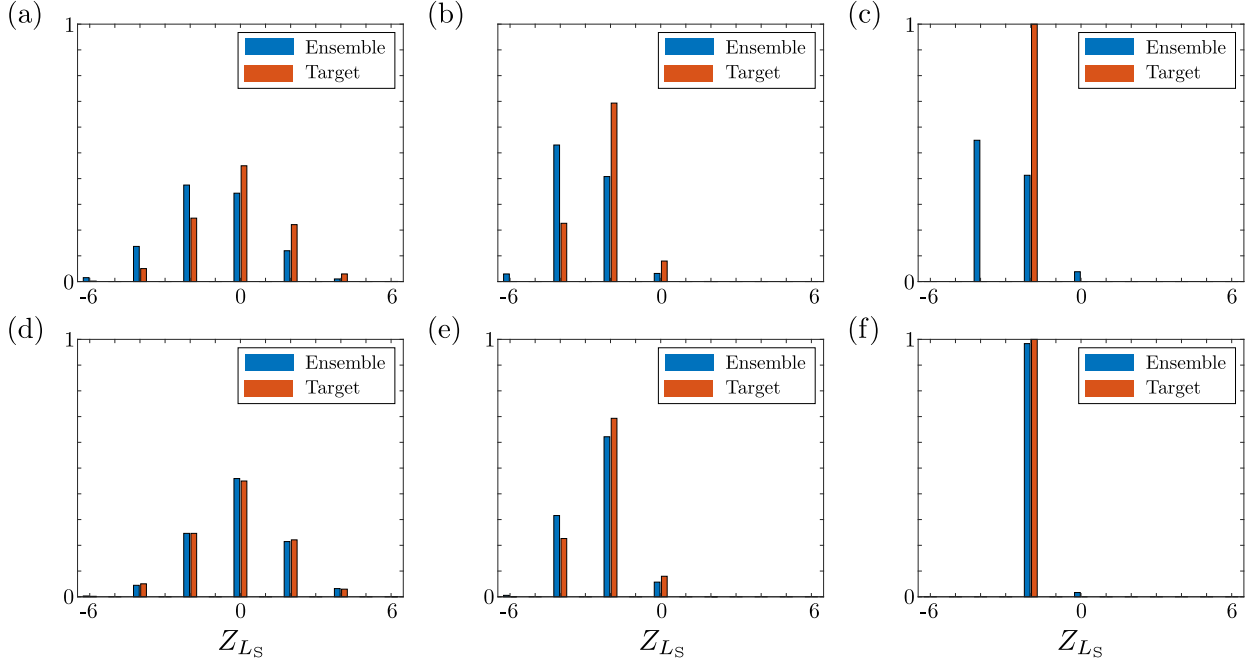 (a)
1
Ensemble
Target
0
-6
0
6
(b)
1
Ensemble
Target
0
-6
0
6
(c)
1
Ensemble
Target
0
-6
0
6
(d)
1
Ensemble
Target
0
-6
0
6
Z_{L_S}
(e)
1
Ensemble
Target
0
-6
0
6
Z_{L_S}
(f)
1
Ensemble
Target
0
-6
0
6
Z_{L_S}